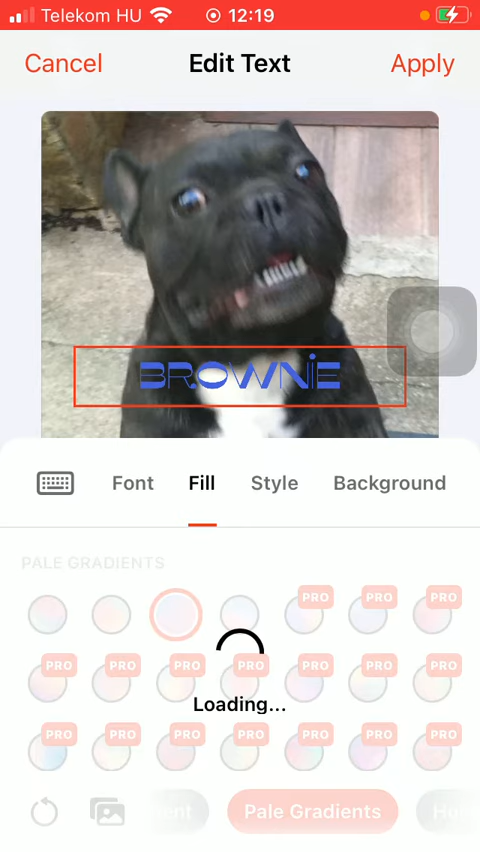 Telekom HU 12:19
Cancel Edit Text Apply
BROWNiE
Font Fill Style Background
PALE GRADIENTS
PRO PRO PRO
PRO PRO PRO PRO PRO PRO PRO
Loading...
PRO PRO PRO PRO PRO PRO PRO
Pale Gradients